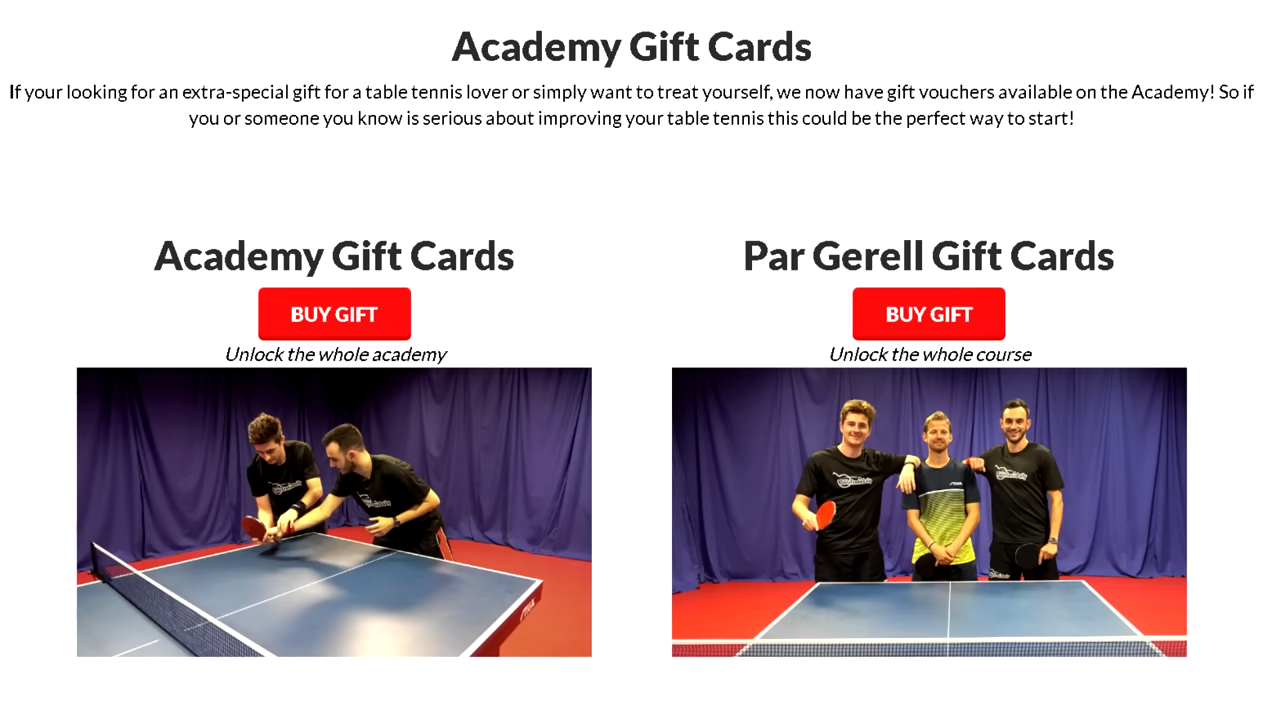 Academy Gift Cards
If your looking for an extra-special gift for a table tennis lover or simply want to treat yourself, we now have gift vouchers available on the Academy! So if
you or someone you know is serious about improving your table tennis this could be the perfect way to start!
Academy Gift Cards
BUY GIFT
Unlock the whole academy
Par Gerell Gift Cards
BUY GIFT
Unlock the whole course
STIGA